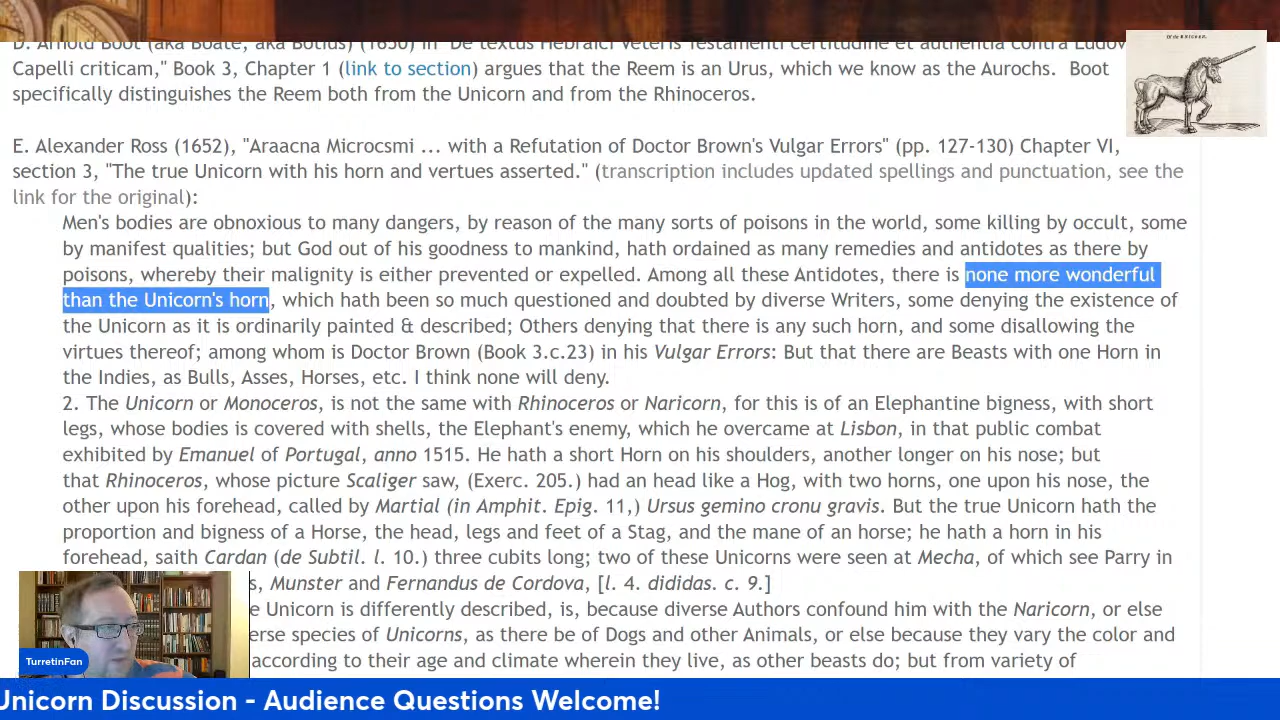 D. Arnold Boot (aka Boate, aka Botius) (1650) in "De Textus Hebraici Veteris Testamenti certitudine et authentia contra Ludov
Capelli criticam," Book 3, Chapter 1 (link to section) argues that the Reem is an Urus, which we know as the Aurochs. Boot
specifically distinguishes the Reem both from the Unicorn and from the Rhinoceros.
Of the UNICORN.
E. Alexander Ross (1652), "Araacna Microcsmi ... with a Refutation of Doctor Brown's Vulgar Errors" (pp. 127-130) Chapter VI,
section 3, "The true Unicorn with his horn and vertues asserted." (transcription includes updated spellings and punctuation, see the
link for the original):
Men's bodies are obnoxious to many dangers, by reason of the many sorts of poisons in the world, some killing by occult, some
by manifest qualities; but God out of his goodness to mankind, hath ordained as many remedies and antidotes as there by
poisons, whereby their malignity is either prevented or expelled. Among all these Antidotes, there is none more wonderful
than the Unicorn's horn, which hath been so much questioned and doubted by diverse Writers, some denying the existence of
the Unicorn as it is ordinarily painted & described; Others denying that there is any such horn, and some disallowing the
virtues thereof; among whom is Doctor Brown (Book 3.c.23) in his Vulgar Errors: But that there are Beasts with one Horn in
the Indies, as Bulls, Asses, Horses, etc. I think none will deny.
2. The Unicorn or Monoceros, is not the same with Rhinoceros or Naricorn, for this is of an Elephantine bigness, with short
legs, whose bodies is covered with shells, the Elephant's enemy, which he overcame at Lisbon, in that public combat
exhibited by Emanuel of Portugal, anno 1515. He hath a short Horn on his shoulders, another longer on his nose; but
that Rhinoceros, whose picture Scaliger saw, (Exerc. 205.) had an head like a Hog, with two horns, one upon his nose, the
other upon his forehead, called by Martial (in Amphit. Epig. 11,) Ursus gemino cronu gravis. But the true Unicorn hath the
proportion and bigness of a Horse, the head, legs and feet of a Stag, and the mane of an horse; he hath a horn in his
forehead, saith Cardan (de Subtil. l. 10.) three cubits long; two of these Unicorns were seen at Mecha, of which see Parry in
s, Munster and Fernandus de Cordova, [l. 4. dididas. c. 9.]
e Unicorn is differently described, is, because diverse Authors confound him with the Naricorn, or else
erse species of Unicorns, as there be of Dogs and other Animals, or else because they vary the color and
according to their age and climate wherein they live, as other beasts do; but from variety of
TurretinFan
Unicorn Discussion - Audience Questions Welcome!